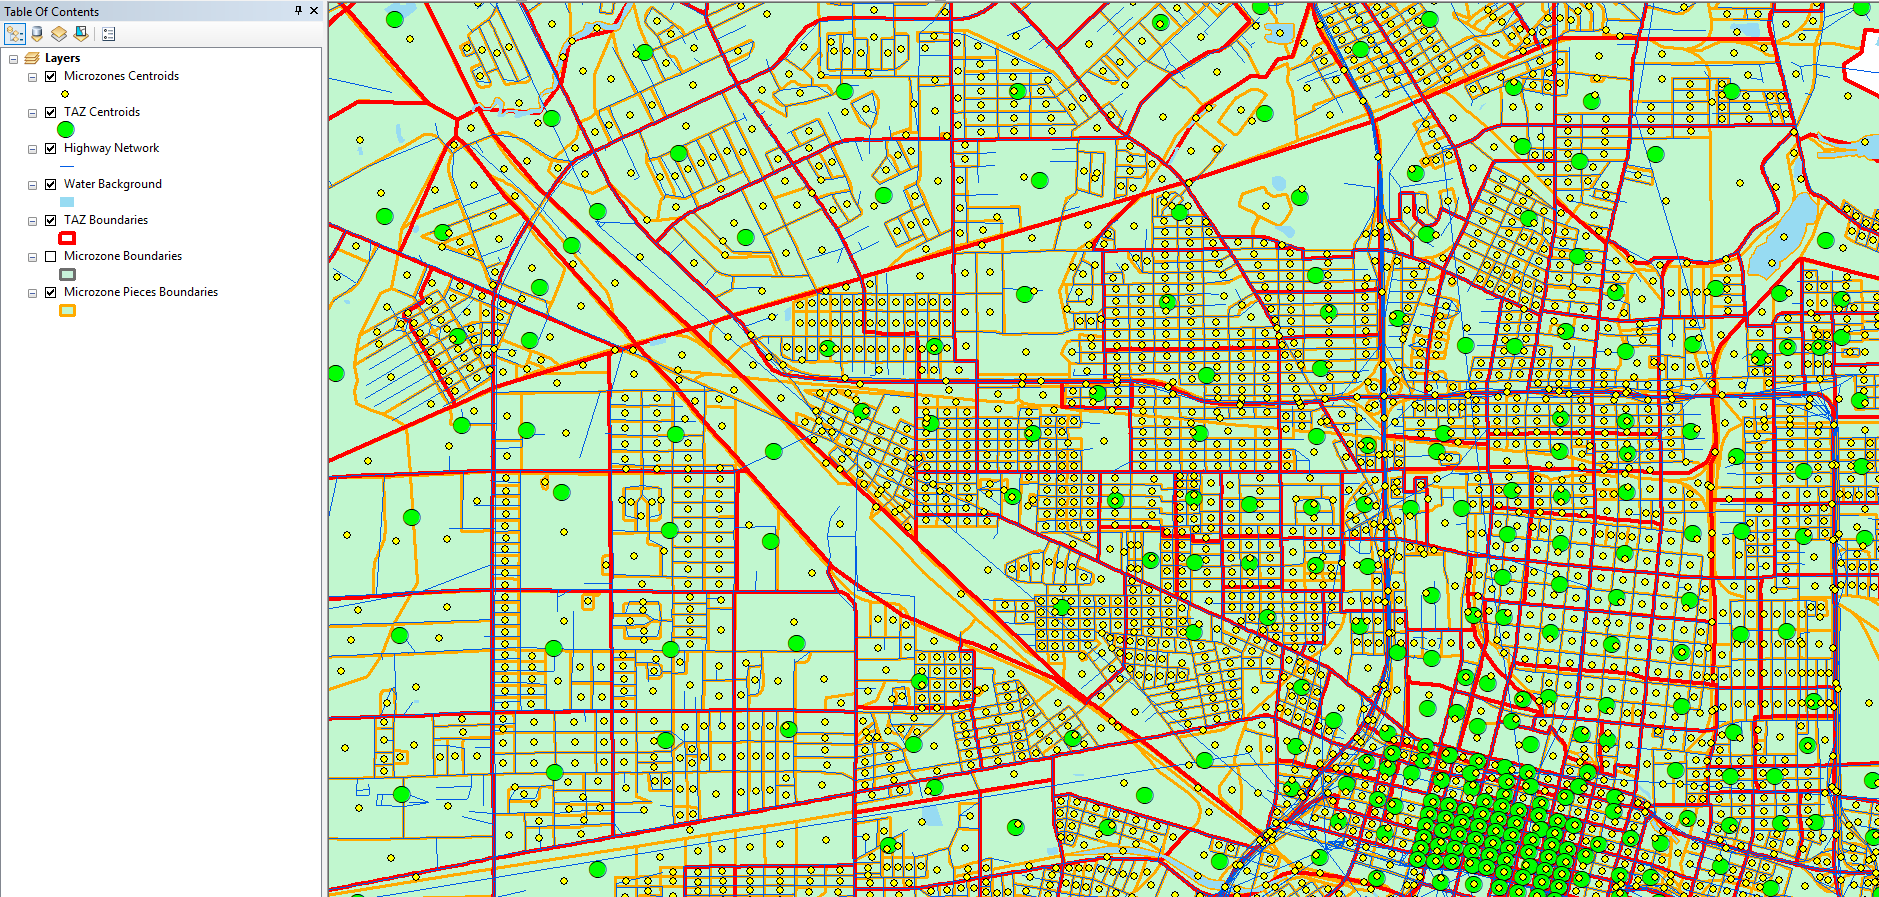 Table Of Contents
Layers
Microzones Centroids
TAZ Centroids
Highway Network
Water Background
TAZ Boundaries
Microzone Boundaries
Microzone Pieces Boundaries